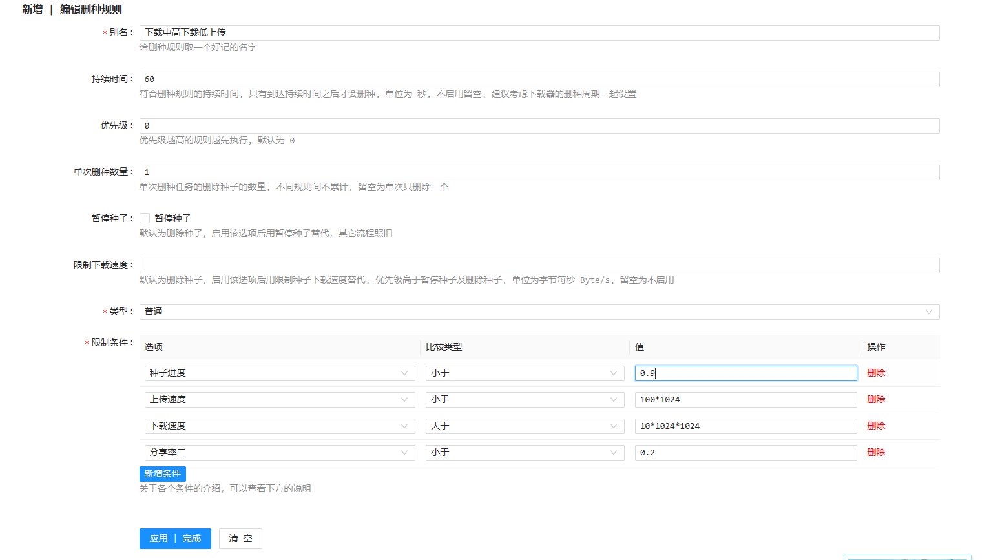 新增 | 编辑删种规则
* 别名： 下载中高下载低上传
给删种规则取一个好记的名字
持续时间： 60
符合删种规则的持续时间, 只有到达持续时间之后才会删种, 单位为 秒, 不启用留空, 建议考虑下载器的删种周期一起设置
优先级： 0
优先级越高的规则越先执行, 默认为 0
单次删种数量： 1
单次删种任务的删除种子的数量, 不同规则间不累计, 留空为单次只删除一个
暂停种子： 暂停种子
默认为删除种子, 启用该选项后用暂停种子替代, 其它流程照旧
限制下载速度：
默认为删除种子, 启用该选项后用限制种子下载速度替代, 优先级高于暂停种子及删除种子, 单位为字节每秒 Byte/s, 留空为不启用
* 类型： 普通
* 限制条件： 选项 比较类型 值 操作
种子进度 小于 0.9 删除
上传速度 小于 100*1024 删除
下载速度 大于 10*1024*1024 删除
分享率二 小于 0.2 删除
新增条件
关于各个条件的介绍, 可以查看下方的说明
应用 | 完成 清 空